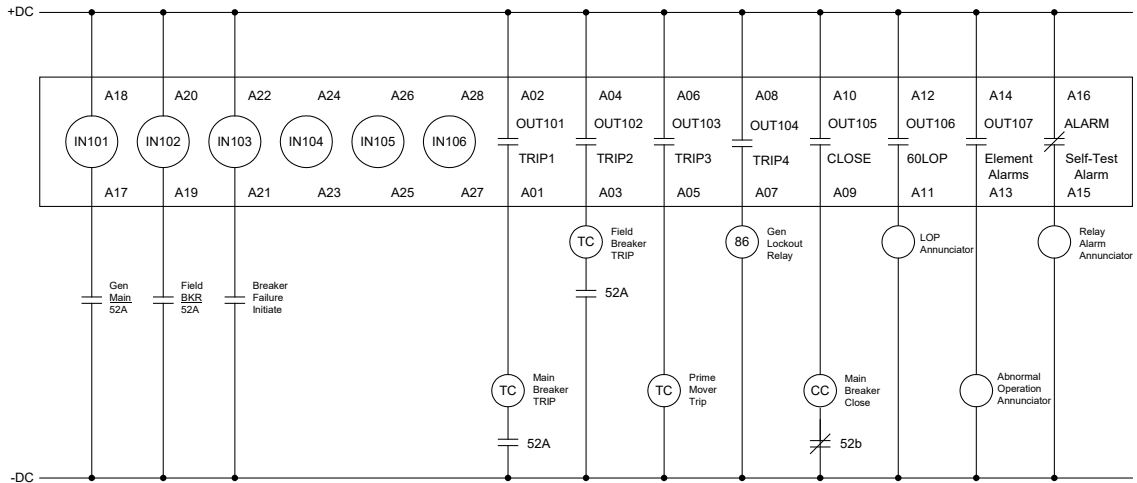 +DC
A18 A20 A22 A24 A26 A28 A02 A04 A06 A08 A10 A12 A14 A16
OUT101 OUT102 OUT103 OUT104 OUT105 OUT106 OUT107 ALARM
IN101 IN102 IN103 IN104 IN105 IN106
TRIP1 TRIP2 TRIP3 TRIP4 CLOSE 60LOP Element Self-Test
Alarms Alarm
A17 A19 A21 A23 A25 A27 A01 A03 A05 A07 A09 A11 A13 A15
TC
Field
Breaker
TRIP
86
Gen
Lockout
Relay
LOP
Annunciator
Relay
Alarm
Annunciator
Gen
Main
52A
Field
BKR
52A
Breaker
Failure
Initiate
52A
TC
Main
Breaker
TRIP
TC
Prime
Mover
Trip
CC
Main
Breaker
Close
Abnormal
Operation
Annunciator
52A
52b
-DC